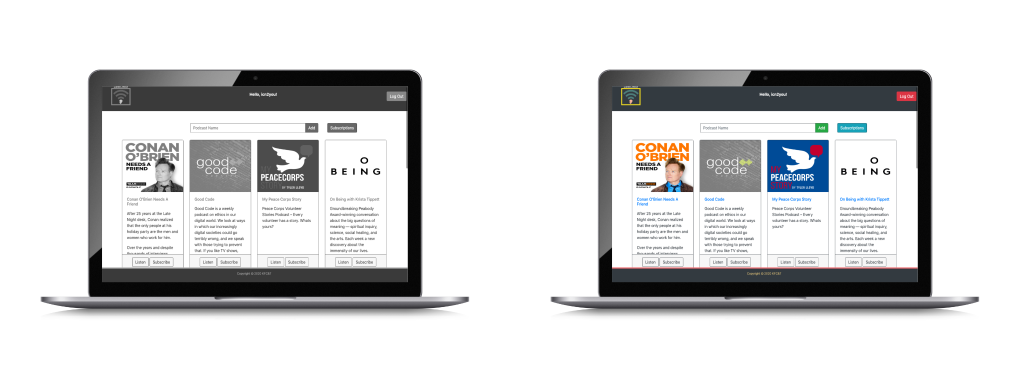 Hello, ion2you!
Log Out
Podcast Name
Add
Subscriptions
CONAN
O'BRIEN
NEEDS A
FRIEND
good
code
PEACECORPS
BY TYLER LLOYD
O
BEING
Conan O'Brien Needs A
Friend
After 25 years at the Late
Night desk, Conan realized
that the only people at his
holiday party are the men and
women who work for him.
Over the years and despite
Good Code
Good Code is a weekly
podcast on ethics in our
digital world. We look at ways
in which our increasingly
digital societies could go
terribly wrong, and we speak
with those trying to prevent
that. If you like TV shows,
My Peace Corps Story
Peace Corps Volunteer
Stories Podcast – Every
volunteer has a story. Whats
yours?
On Being with Krista Tippett
Groundbreaking Peabody
Award-winning conversation
about the big questions of
meaning — spiritual inquiry,
science, social healing, and
the arts. Each week a new
discovery about the
immensity of our lives.
Listen
Subscribe
Listen
Subscribe
Listen
Subscribe
Listen
Subscribe
Hello, ion2you!
Log Out
Podcast Name
Add
Subscriptions
CONAN
O'BRIEN
NEEDS A
FRIEND
good
code
PEACECORPS
BY TYLER LLOYD
O
BEING
Conan O'Brien Needs A
Friend
After 25 years at the Late
Night desk, Conan realized
that the only people at his
holiday party are the men and
women who work for him.
Over the years and despite
Good Code
Good Code is a weekly
podcast on ethics in our
digital world. We look at ways
in which our increasingly
digital societies could go
terribly wrong, and we speak
with those trying to prevent
that. If you like TV shows,
My Peace Corps Story
Peace Corps Volunteer
Stories Podcast – Every
volunteer has a story. Whats
yours?
On Being with Krista Tippett
Groundbreaking Peabody
Award-winning conversation
about the big questions of
meaning — spiritual inquiry,
science, social healing, and
the arts. Each week a new
discovery about the
immensity of our lives.
Listen
Subscribe
Listen
Subscribe
Listen
Subscribe
Listen
Subscribe